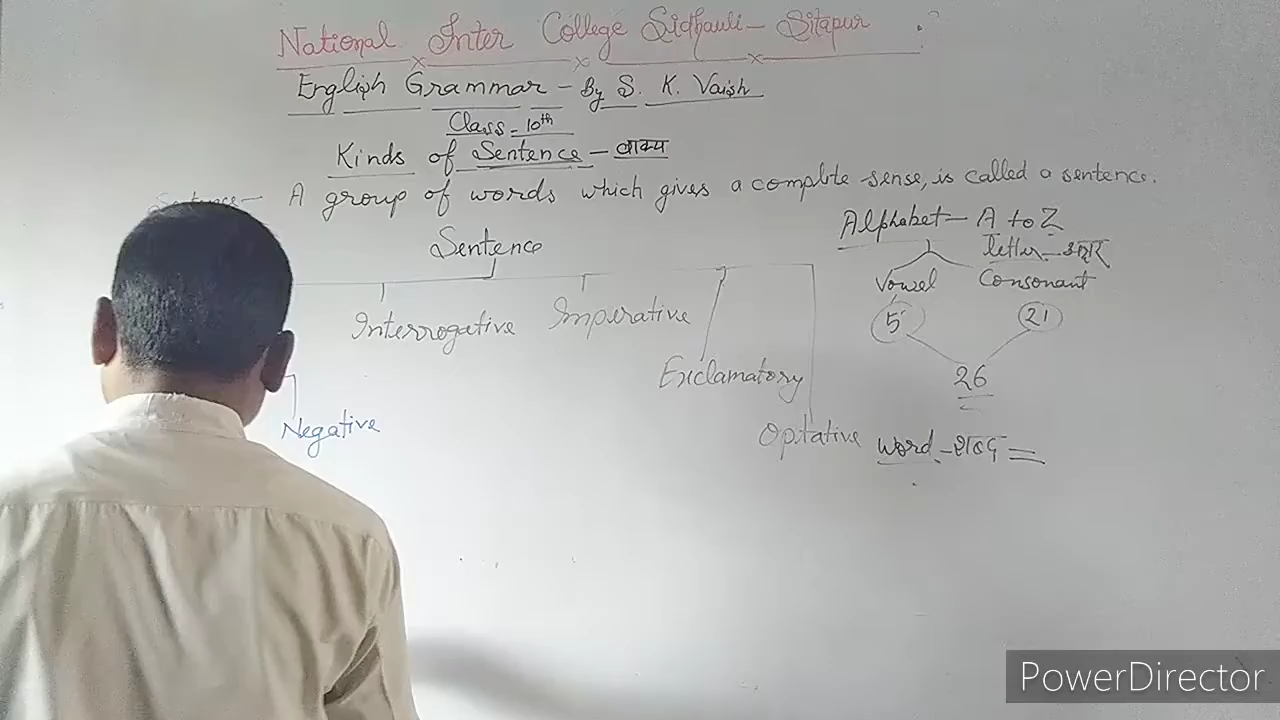 National Inter College Sidhauli - Sitapur
English Grammar - By S. K. Vaish
Class - 10th
Kinds of Sentence - वाक्य
Sentence - A group of words which gives a complete sense, is called a sentence.
Sentence
Interrogative
Imperative
Exclamatory
Optative
Negative
Alphabet - A to Z
letter - अक्षर
Vowel Consonant
5 21
26
word - शब्द =
PowerDirector